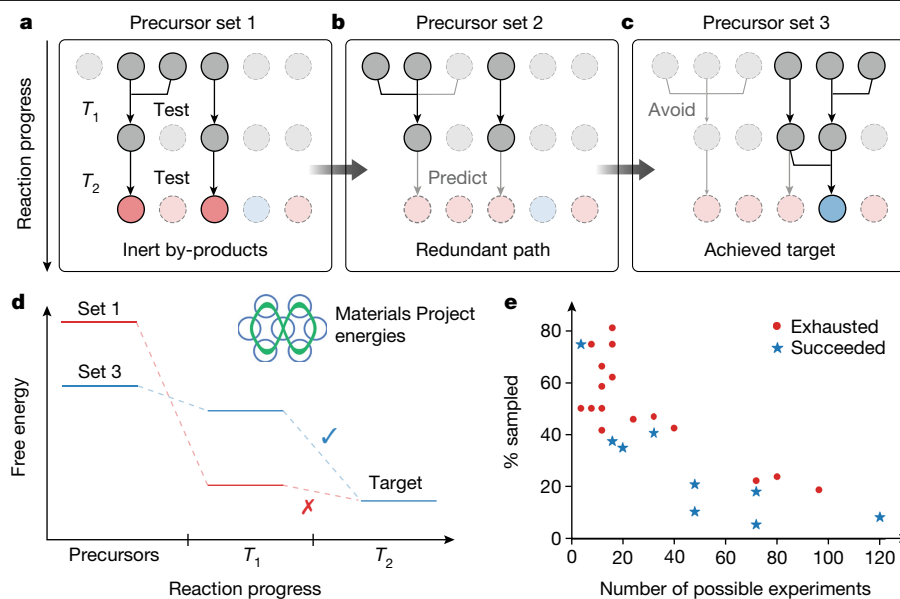 a Precursor set 1
b Precursor set 2
c Precursor set 3
Reaction progress
T1 Test
T2 Test
Inert by-products
Predict
Redundant path
Avoid
Achieved target
d
Set 1
Set 3
Materials Project
energies
Free energy
✓
✗
Target
Precursors T1 T2
Reaction progress
e
Exhausted
Succeeded
% sampled
80
60
40
20
0
0 20 40 60 80 100 120
Number of possible experiments